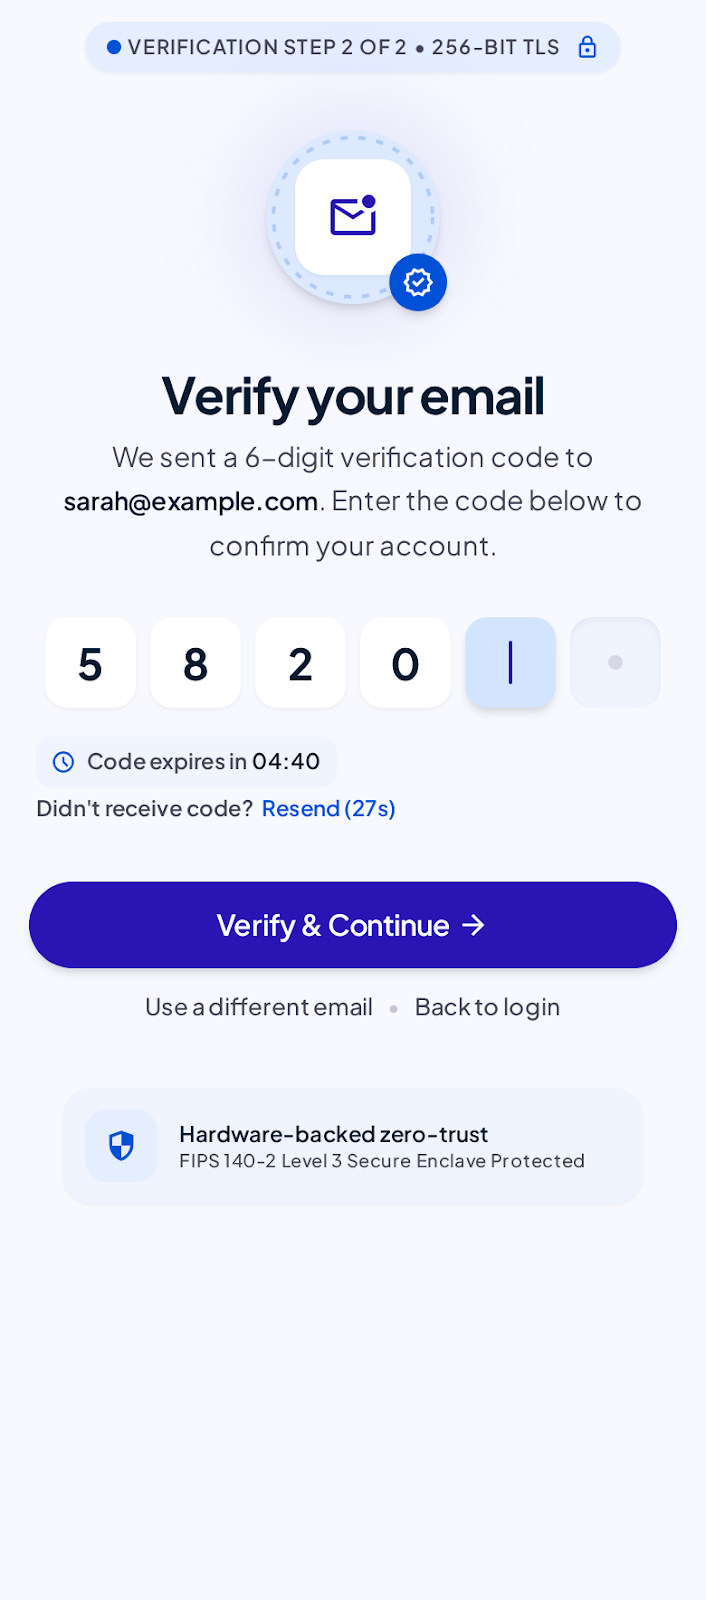 VERIFICATION STEP 2 OF 2 • 256-BIT TLS
Verify your email
We sent a 6-digit verification code to
sarah@example.com. Enter the code below to
confirm your account.
5 8 2 0
Code expires in 04:40
Didn't receive code? Resend (27s)
Verify & Continue →
Use a different email • Back to login
Hardware-backed zero-trust
FIPS 140-2 Level 3 Secure Enclave Protected